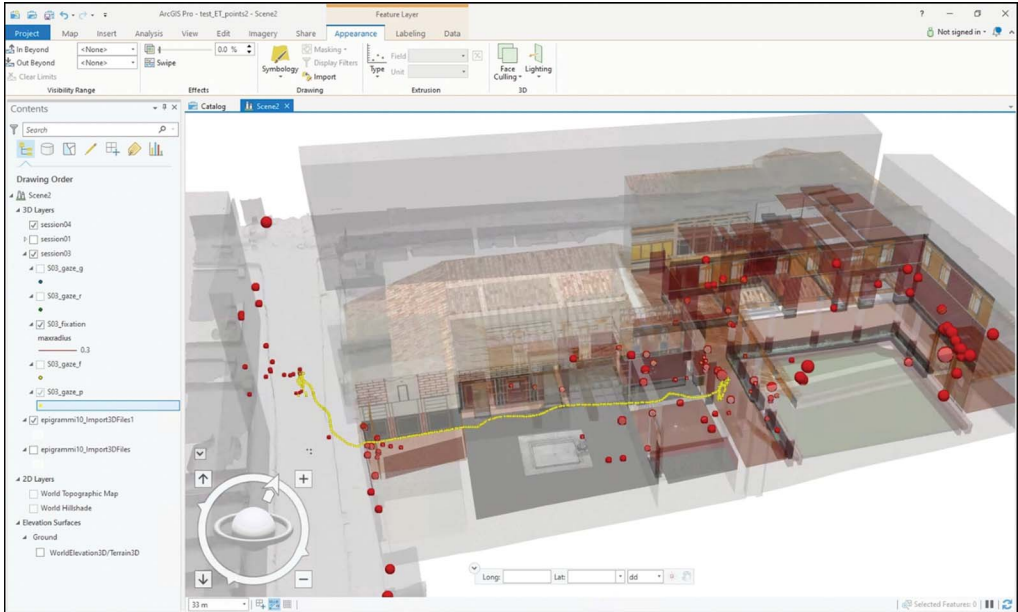 ArcGIS Pro - test_ET_points2 - Scene2
Feature Layer
? 
Project Map Insert Analysis View Edit Imagery Share Appearance Labeling Data
Not signed in
In Beyond <None>
Out Beyond <None>
Clear Limits
Visibility Range
0.0 %
Swipe
Effects
Symbology
Masking
Display Filters
Import
Drawing
Type
Field
Unit
Extrusion
Face Culling
Lighting
3D
Contents
Search
Drawing Order
Scene2
3D Layers
session04
session01
session03
S03_gaze_g
S03_gaze_r
S03_fixation
maxradius
0.3
S03_gaze_f
S03_gaze_p
epigrammi10_Import3DFiles1
epigrammi10_Import3DFiles
2D Layers
World Topographic Map
World Hillshade
Elevation Surfaces
Ground
WorldElevation3D/Terrain3D
Catalog Scene2
Long: Lat: dd
33 m
Selected Features: 0